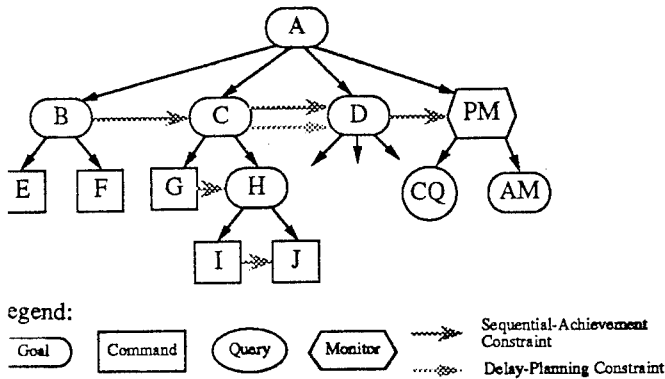 A
B
C
D
PM
E
F
G
H
CQ
AM
I
J
egend:
Goal
Command
Query
Monitor
Sequential-Achievement
Constraint
Delay-Planning Constraint